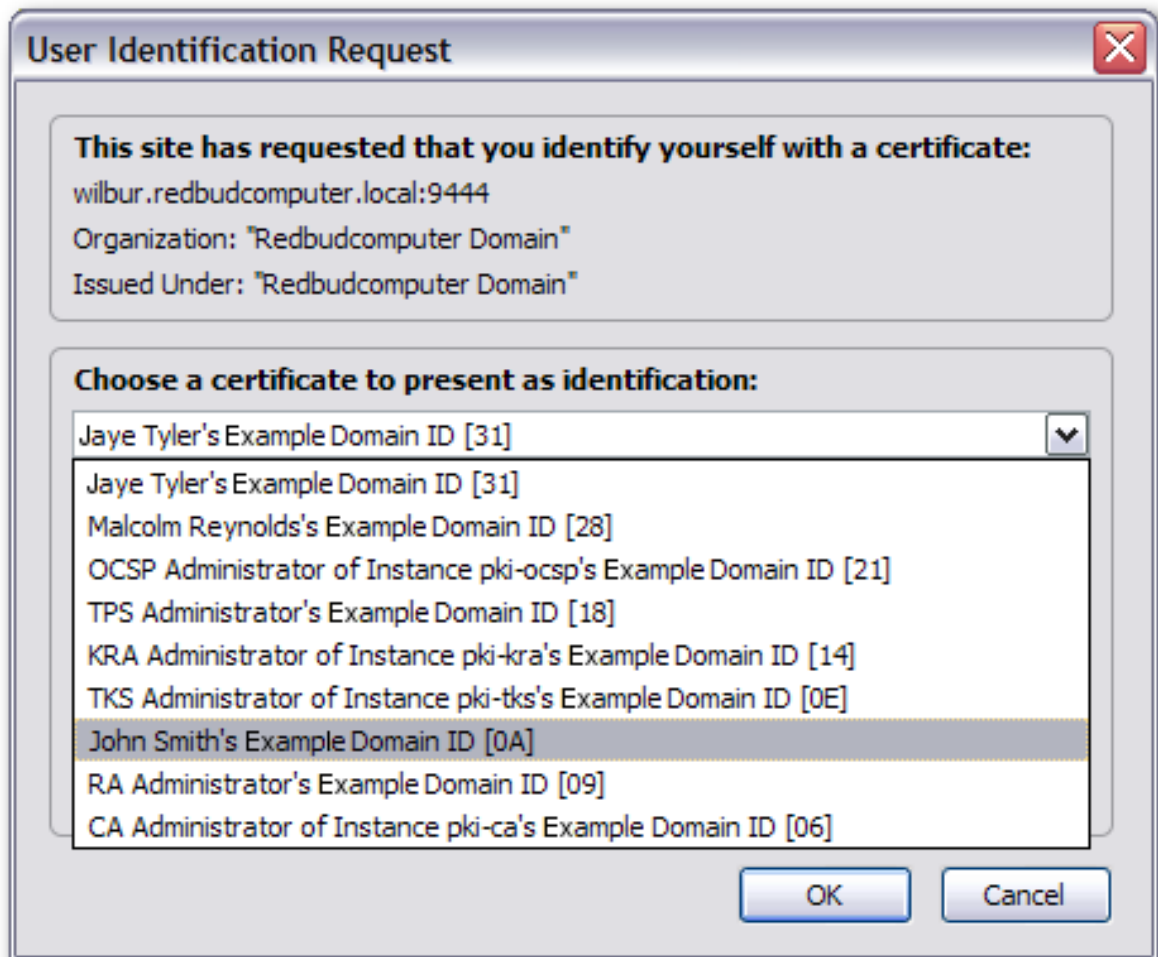 User Identification Request
This site has requested that you identify yourself with a certificate:
wilbur.redbudcomputer.local:9444
Organization: "Redbudcomputer Domain"
Issued Under: "Redbudcomputer Domain"
Choose a certificate to present as identification:
Jaye Tyler's Example Domain ID [31]
Jaye Tyler's Example Domain ID [31]
Malcolm Reynolds's Example Domain ID [28]
OCSP Administrator of Instance pki-ocsp's Example Domain ID [21]
TPS Administrator's Example Domain ID [18]
KRA Administrator of Instance pki-kra's Example Domain ID [14]
TKS Administrator of Instance pki-tks's Example Domain ID [0E]
John Smith's Example Domain ID [0A]
RA Administrator's Example Domain ID [09]
CA Administrator of Instance pki-ca's Example Domain ID [06]
OK Cancel